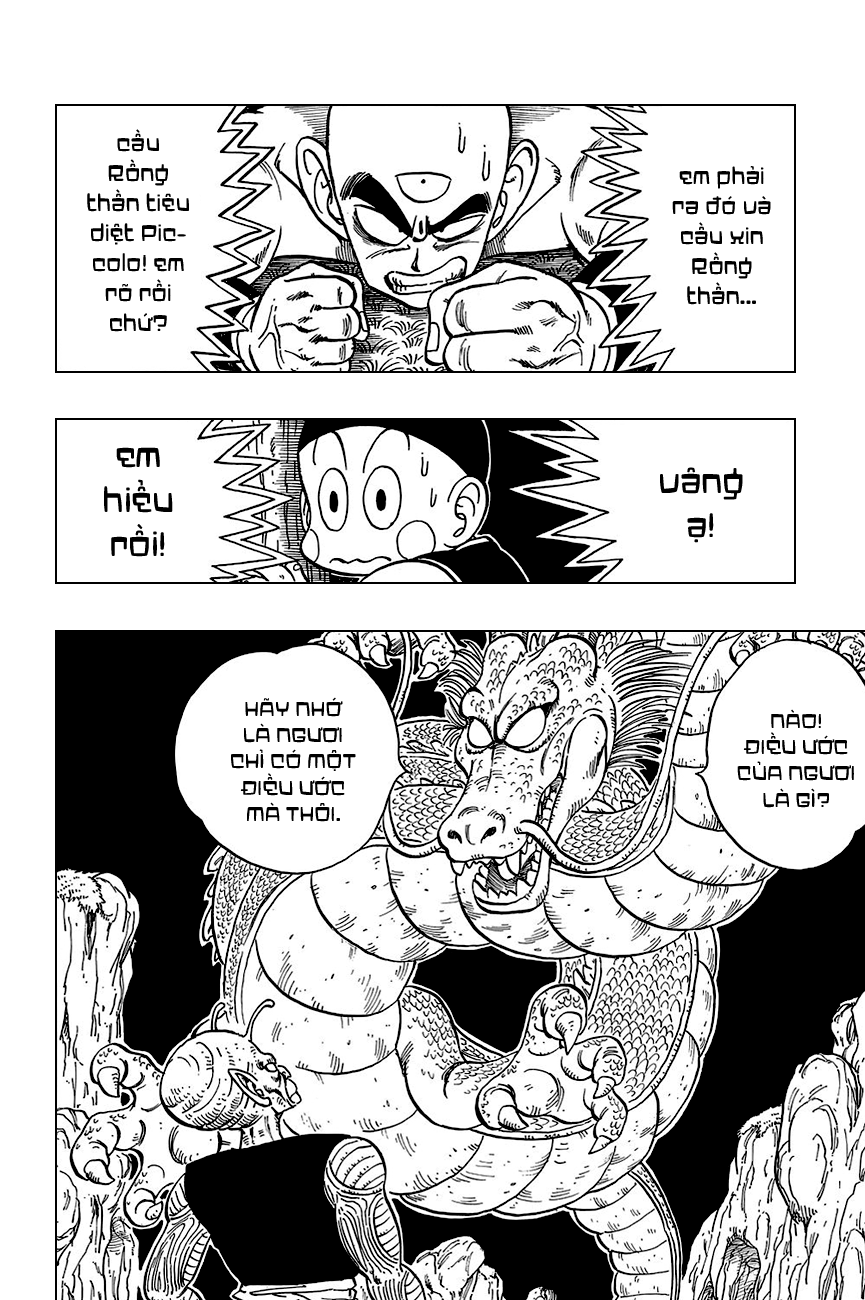 em phải
ra đó và
cầu xin
Rồng
thần...
cầu
Rồng
thần tiêu
diệt Pic-
colo! em
rõ rồi
chứ?
vâng
ạ!
em
hiểu
rồi!
NÀO!
ĐIỀU ƯỚC
CỦA NGƯƠI
LÀ GÌ?
HÃY NHỚ
LÀ NGƯƠI
CHỈ CÓ MỘT
ĐIỀU ƯỚC
MÀ THÔI.